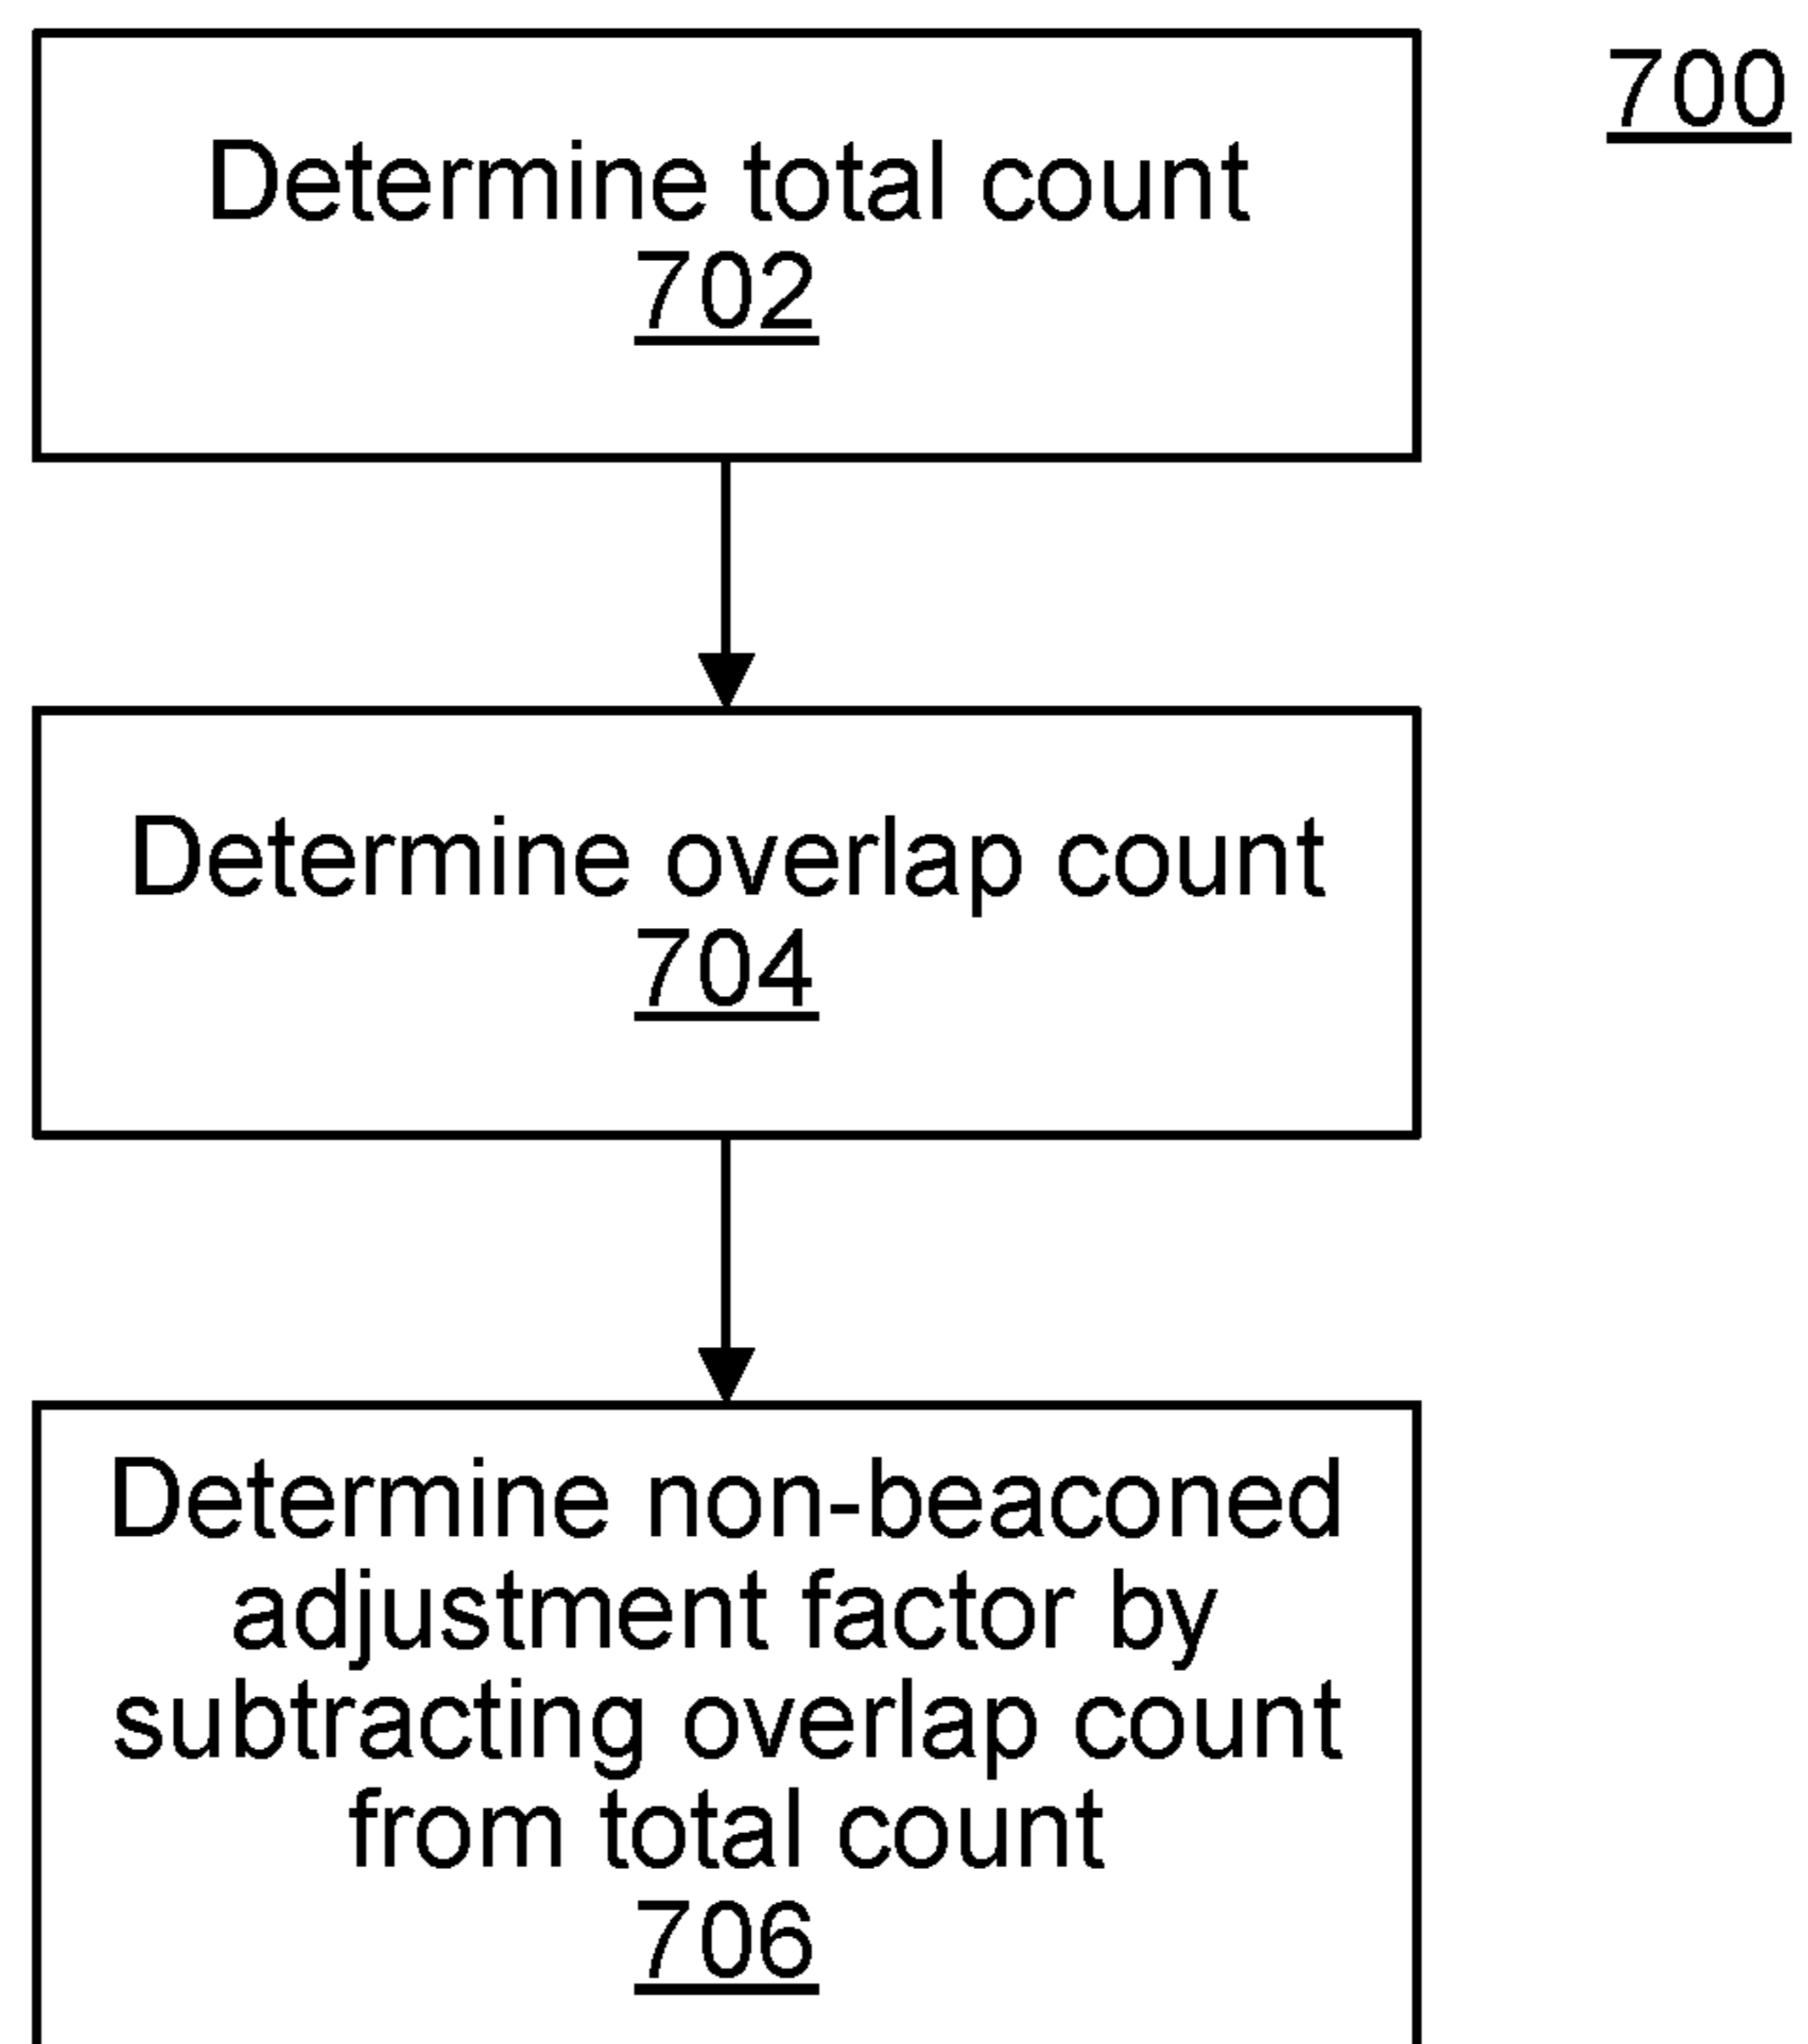 700
Determine total count
702
Determine overlap count
704
Determine non-beaconed
adjustment factor by
subtracting overlap count
from total count
706